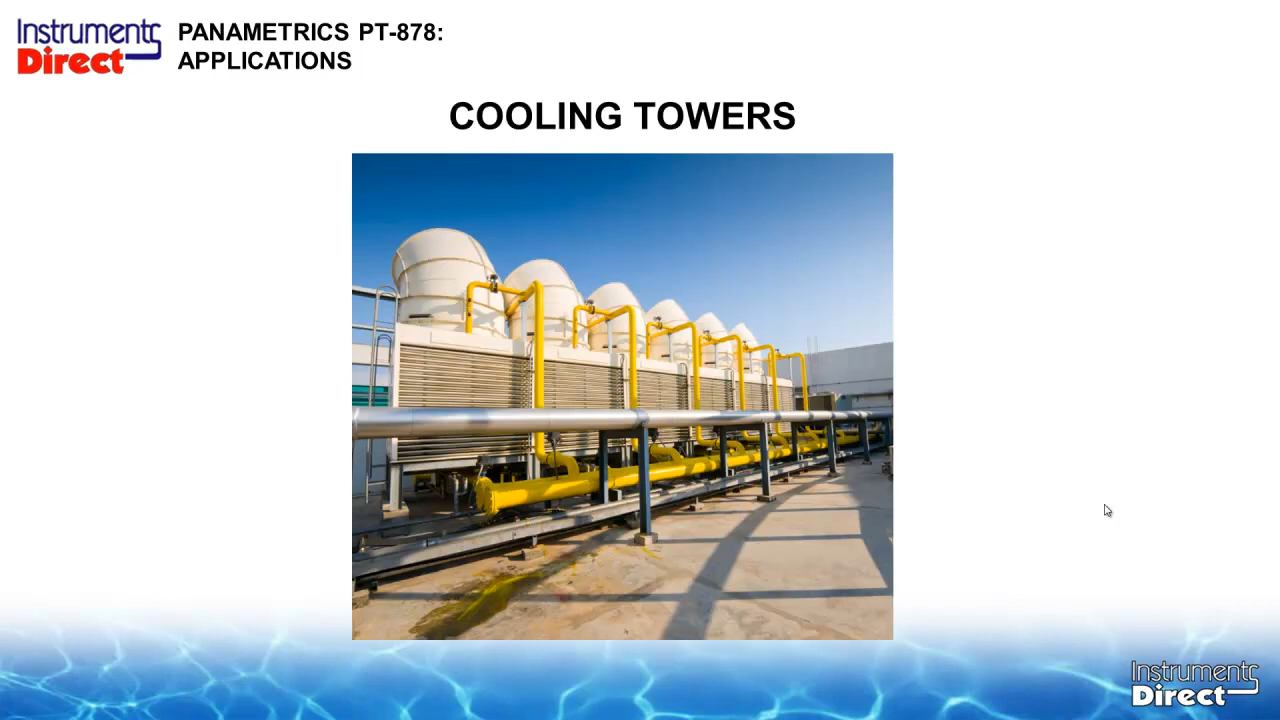 Instruments
Direct
PANAMETRICS PT-878:
APPLICATIONS
COOLING TOWERS
Instruments
Direct